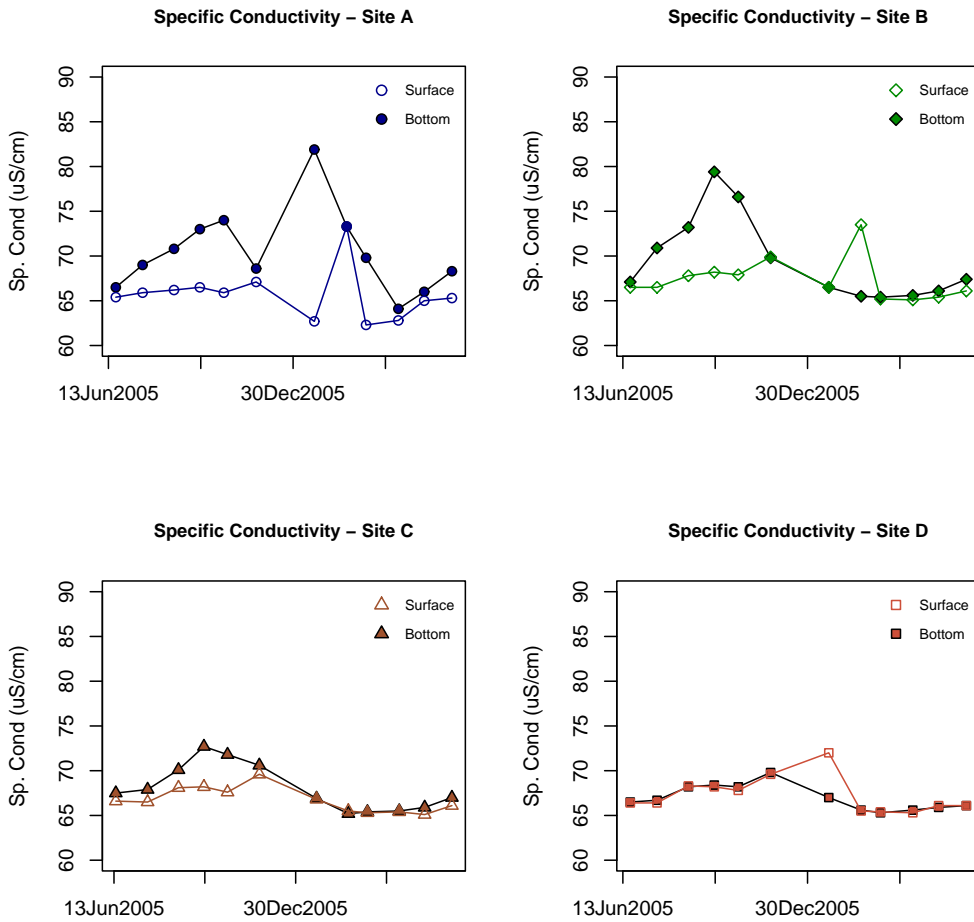 Specific Conductivity – Site A
Sp. Cond (uS/cm)
90
85
80
75
70
65
60
Surface
Bottom
13Jun2005
30Dec2005
Specific Conductivity – Site B
Sp. Cond (uS/cm)
90
85
80
75
70
65
60
Surface
Bottom
13Jun2005
30Dec2005
Specific Conductivity – Site C
Sp. Cond (uS/cm)
90
85
80
75
70
65
60
Surface
Bottom
13Jun2005
30Dec2005
Specific Conductivity – Site D
Sp. Cond (uS/cm)
90
85
80
75
70
65
60
Surface
Bottom
13Jun2005
30Dec2005